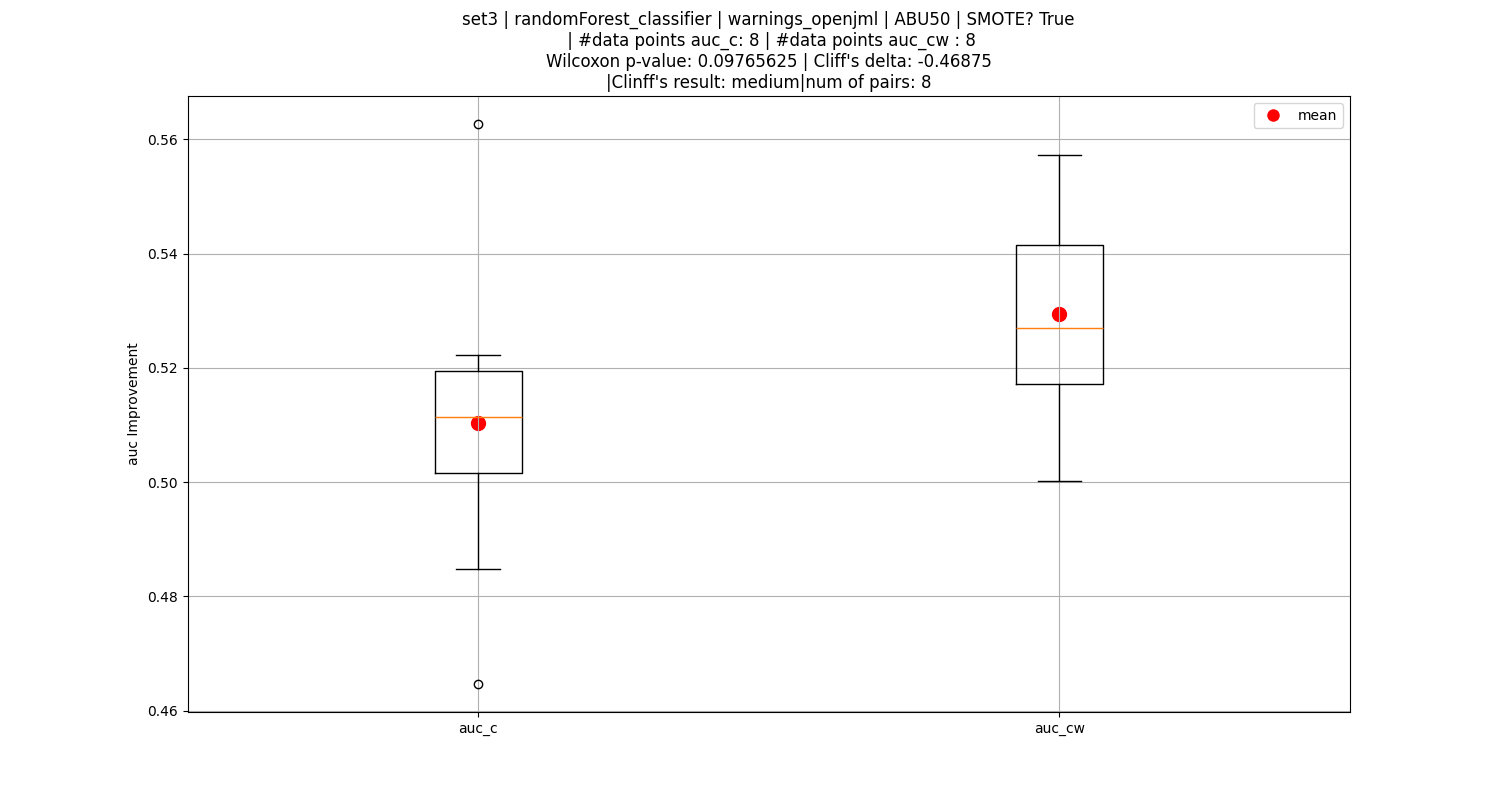 set3 | randomForest_classifier | warnings_openjml | ABU50 | SMOTE? True
| #data points auc_c: 8 | #data points auc_cw : 8
Wilcoxon p-value: 0.09765625 | Cliff's delta: -0.46875
|Clinff's result: medium|num of pairs: 8
mean
0.56
0.54
0.52
0.50
0.48
0.46
auc Improvement
auc_c
auc_cw